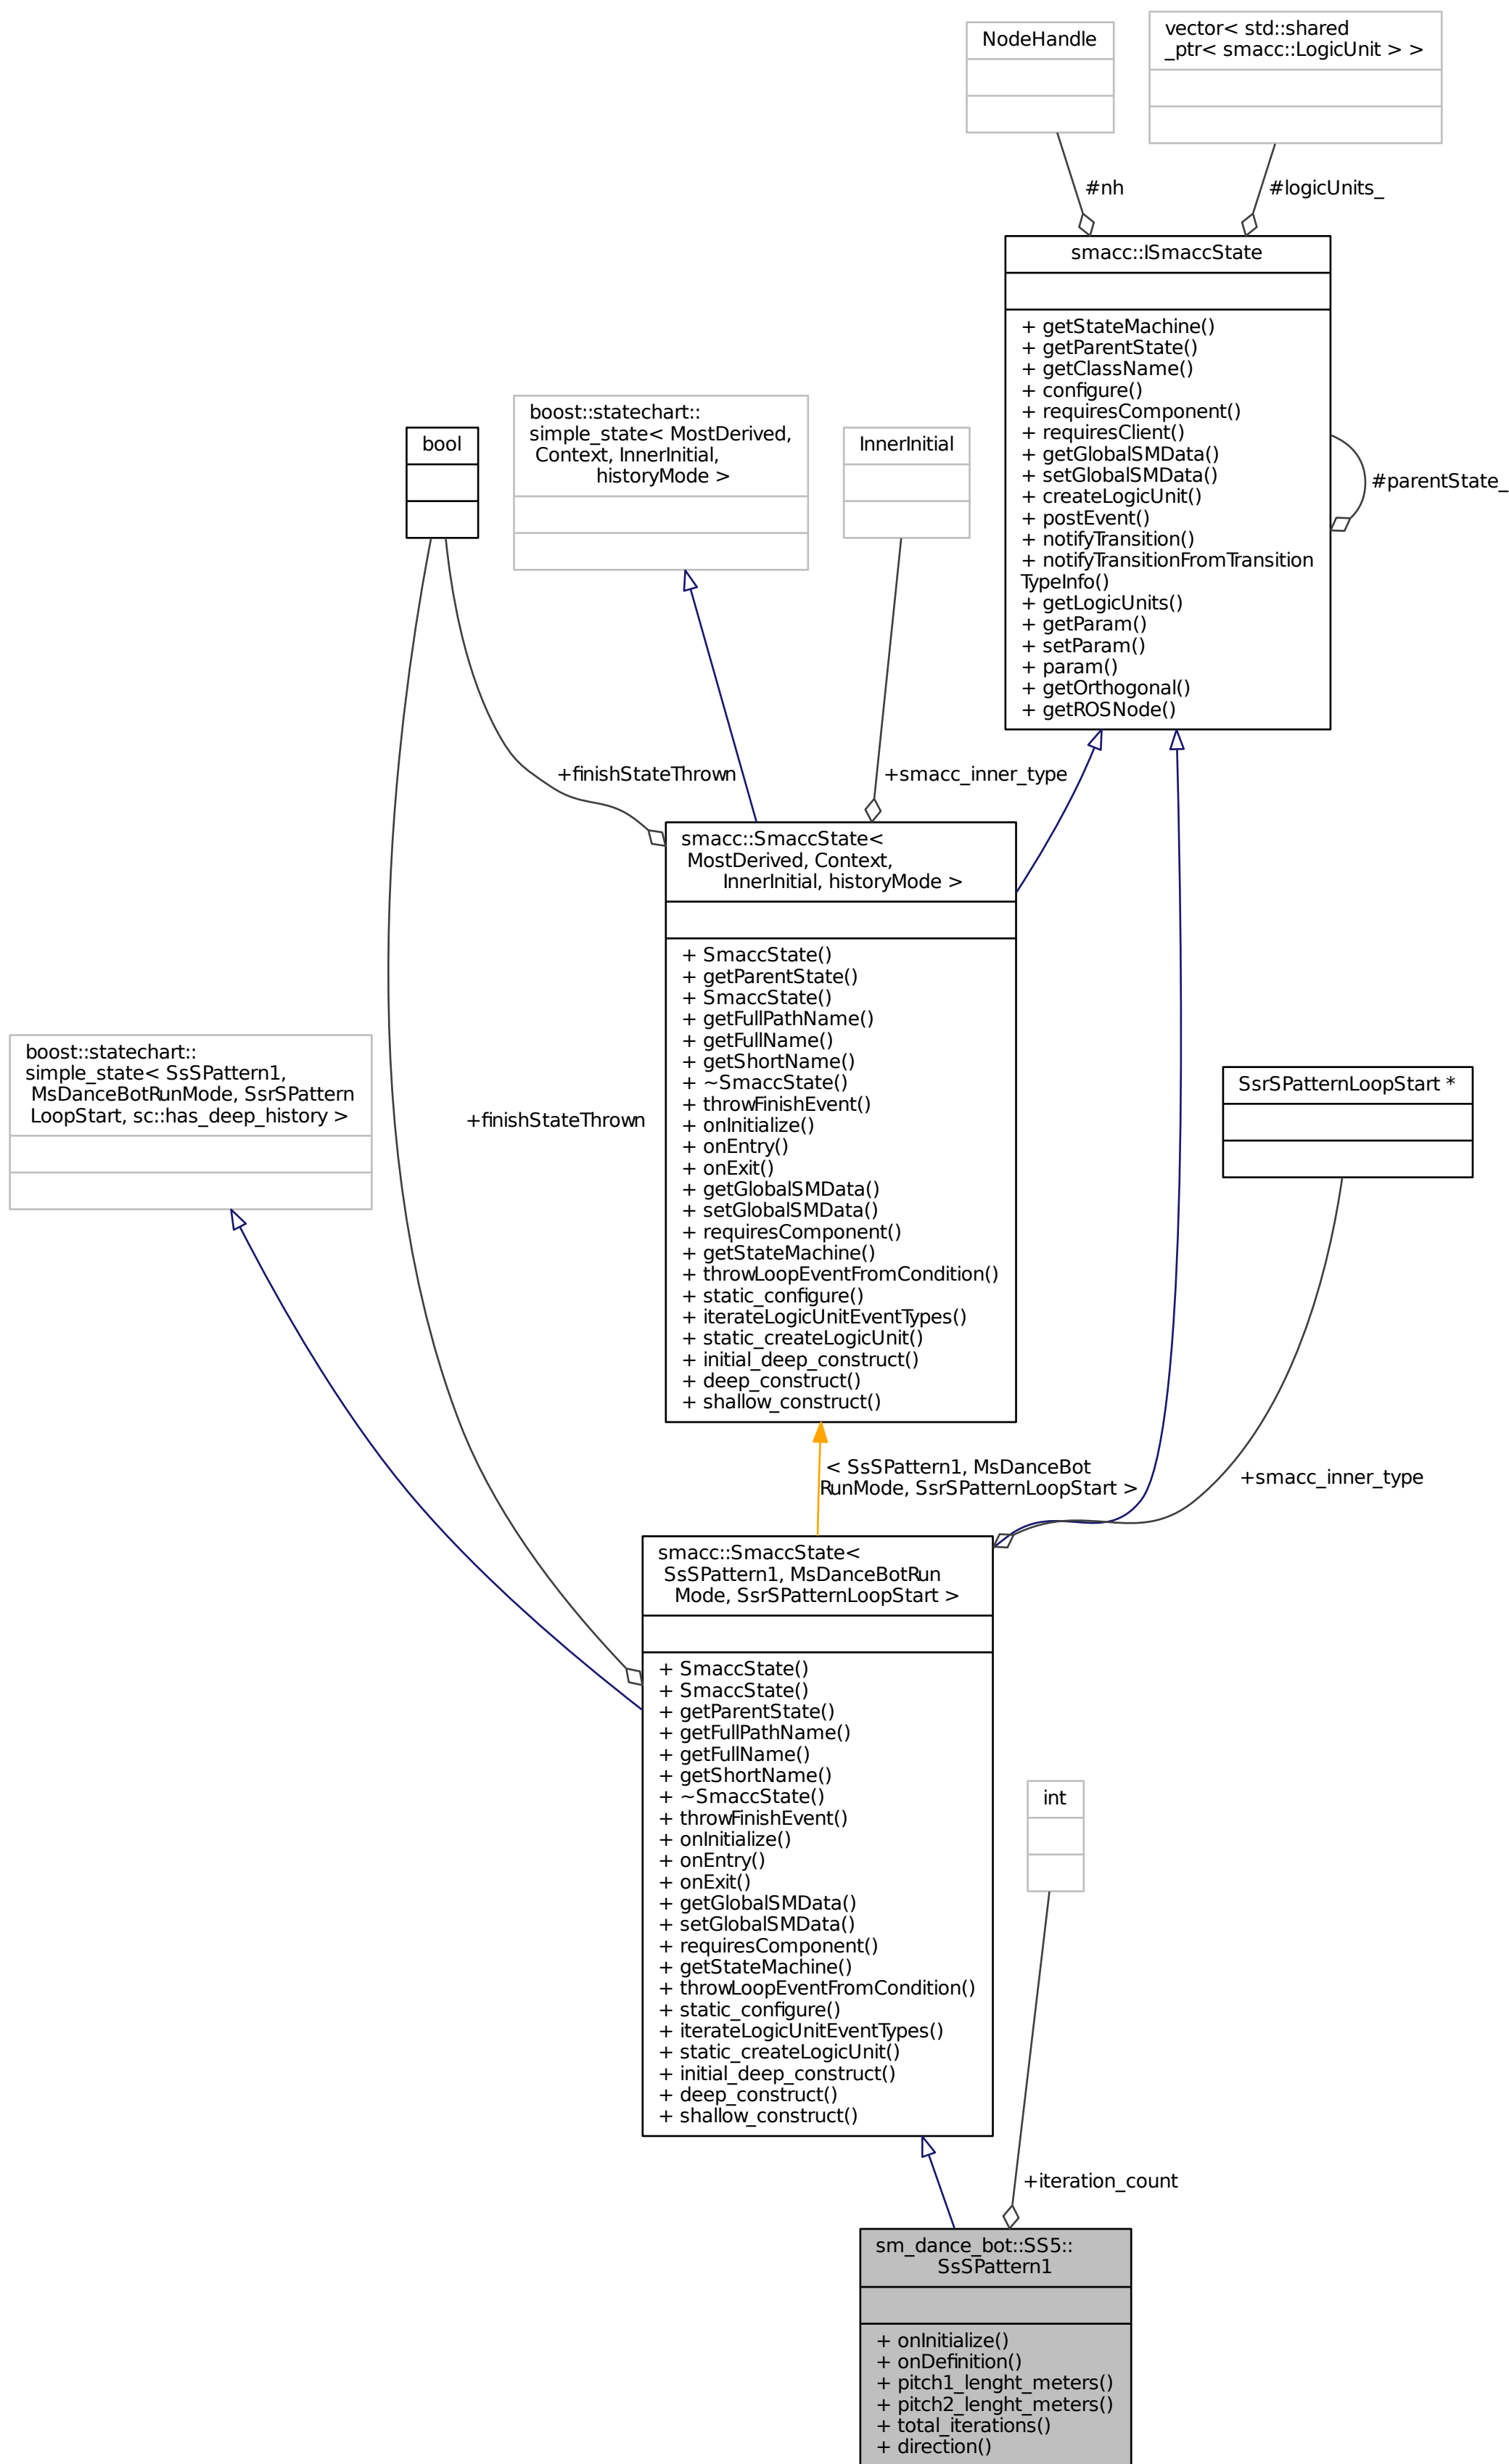 NodeHandle
vector< std::shared
_ptr< smacc::LogicUnit > >
#nh
#logicUnits_
smacc::ISmaccState
+ getStateMachine()
+ getParentState()
+ getClassName()
+ configure()
+ requiresComponent()
+ requiresClient()
+ getGlobalSMData()
+ setGlobalSMData()
+ createLogicUnit()
+ postEvent()
+ notifyTransition()
+ notifyTransitionFromTransition
TypeInfo()
+ getLogicUnits()
+ getParam()
+ setParam()
+ param()
+ getOrthogonal()
+ getROSNode()
#parentState_
bool
boost::statechart::
simple_state< MostDerived,
Context, InnerInitial,
historyMode >
InnerInitial
+finishStateThrown
+smacc_inner_type
smacc::SmaccState<
MostDerived, Context,
InnerInitial, historyMode >
+ SmaccState()
+ getParentState()
+ SmaccState()
+ getFullPathName()
+ getFullName()
+ getShortName()
+ ~SmaccState()
+ throwFinishEvent()
+ onInitialize()
+ onEntry()
+ onExit()
+ getGlobalSMData()
+ setGlobalSMData()
+ requiresComponent()
+ getStateMachine()
+ throwLoopEventFromCondition()
+ static_configure()
+ iterateLogicUnitEventTypes()
+ static_createLogicUnit()
+ initial_deep_construct()
+ deep_construct()
+ shallow_construct()
boost::statechart::
simple_state< SsSPattern1,
MsDanceBotRunMode, SsrSPattern
LoopStart, sc::has_deep_history >
+finishStateThrown
SsrSPatternLoopStart *
< SsSPattern1, MsDanceBot
RunMode, SsrSPatternLoopStart >
+smacc_inner_type
smacc::SmaccState<
SsSPattern1, MsDanceBotRun
Mode, SsrSPatternLoopStart >
+ SmaccState()
+ SmaccState()
+ getParentState()
+ getFullPathName()
+ getFullName()
+ getShortName()
+ ~SmaccState()
+ throwFinishEvent()
+ onInitialize()
+ onEntry()
+ onExit()
+ getGlobalSMData()
+ setGlobalSMData()
+ requiresComponent()
+ getStateMachine()
+ throwLoopEventFromCondition()
+ static_configure()
+ iterateLogicUnitEventTypes()
+ static_createLogicUnit()
+ initial_deep_construct()
+ deep_construct()
+ shallow_construct()
int
+iteration_count
sm_dance_bot::SS5::
SsSPattern1
+ onInitialize()
+ onDefinition()
+ pitch1_lenght_meters()
+ pitch2_lenght_meters()
+ total_iterations()
+ direction()